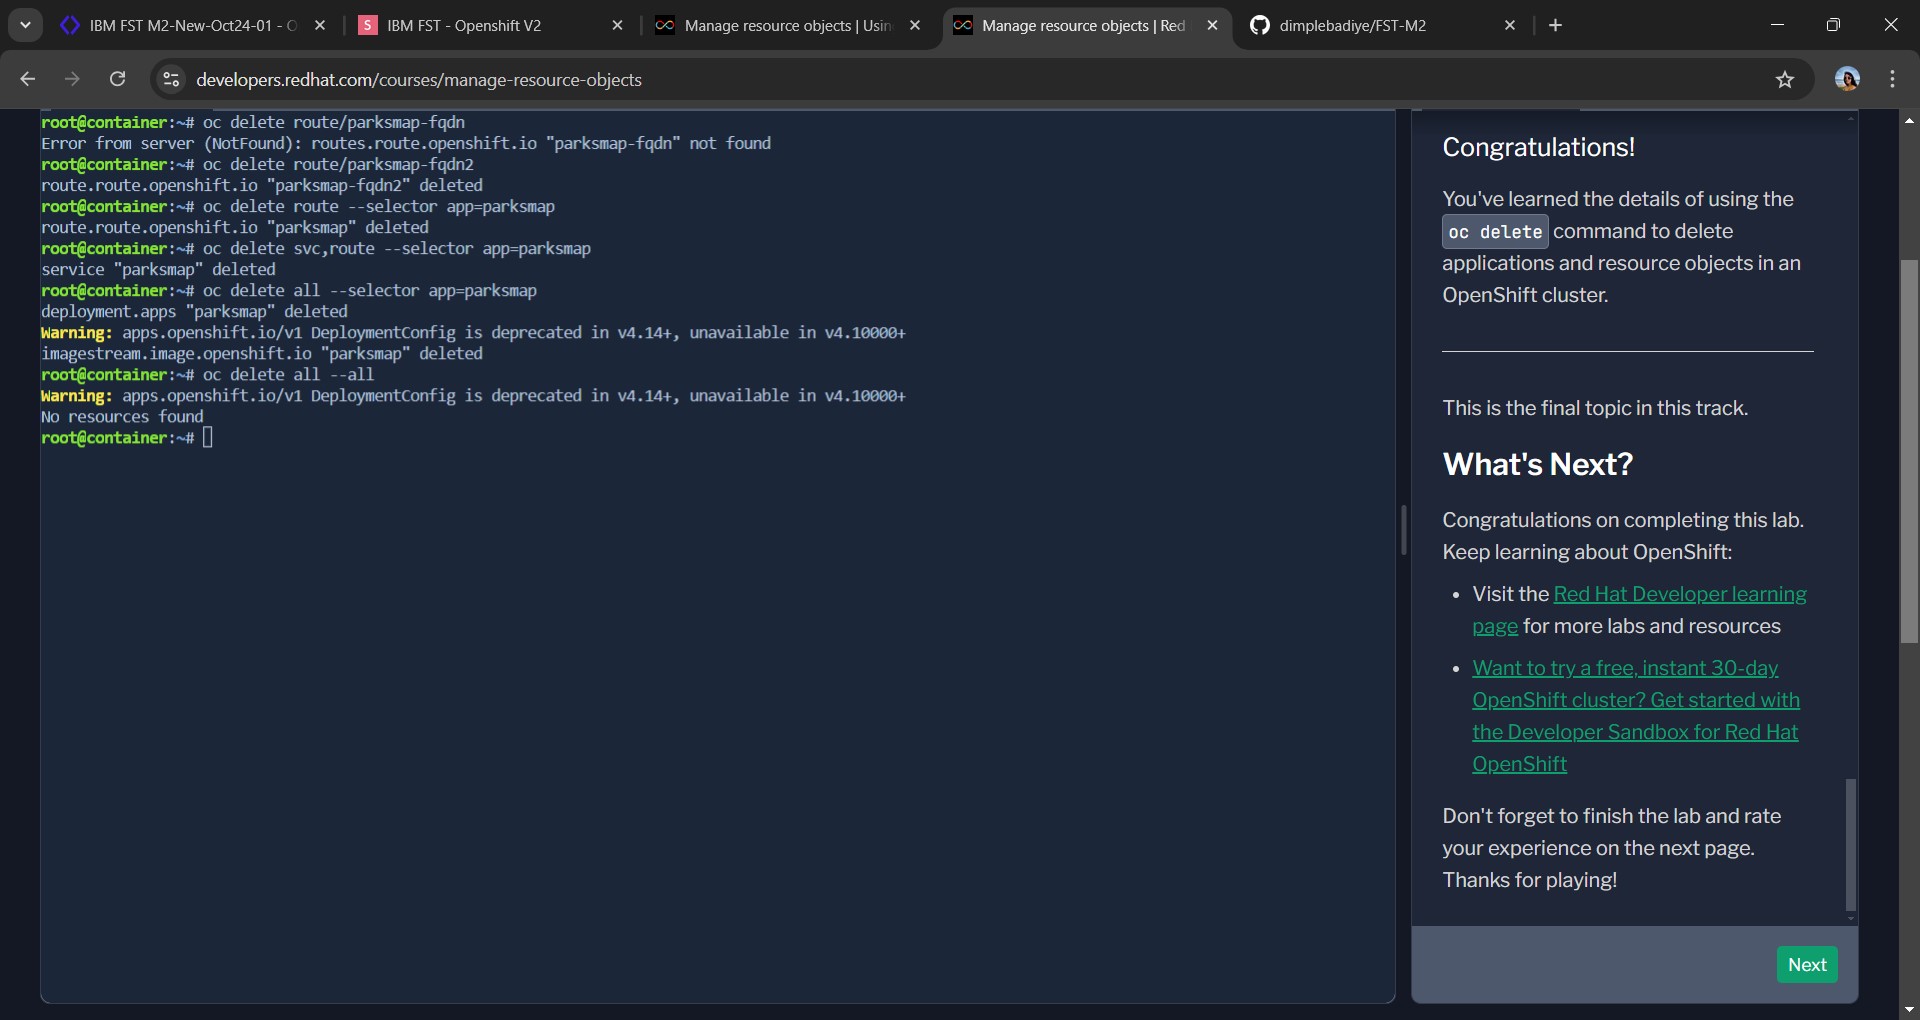 IBM FST M2-New-Oct24-01 - O
IBM FST - Openshift V2
Manage resource objects | Usin
Manage resource objects | Red
dimplebadiye/FST-M2
developers.redhat.com/courses/manage-resource-objects
root@container:~# oc delete route/parksmap-fqdn
Error from server (NotFound): routes.route.openshift.io "parksmap-fqdn" not found
root@container:~# oc delete route/parksmap-fqdn2
route.route.openshift.io "parksmap-fqdn2" deleted
root@container:~# oc delete route --selector app=parksmap
route.route.openshift.io "parksmap" deleted
root@container:~# oc delete svc,route --selector app=parksmap
service "parksmap" deleted
root@container:~# oc delete all --selector app=parksmap
deployment.apps "parksmap" deleted
Warning: apps.openshift.io/v1 DeploymentConfig is deprecated in v4.14+, unavailable in v4.10000+
imagestream.image.openshift.io "parksmap" deleted
root@container:~# oc delete all --all
Warning: apps.openshift.io/v1 DeploymentConfig is deprecated in v4.14+, unavailable in v4.10000+
No resources found
root@container:~#
Congratulations!
You've learned the details of using the
oc delete command to delete
applications and resource objects in an
OpenShift cluster.
This is the final topic in this track.
What's Next?
Congratulations on completing this lab.
Keep learning about OpenShift:
• Visit the Red Hat Developer learning
page for more labs and resources
• Want to try a free, instant 30-day
OpenShift cluster? Get started with
the Developer Sandbox for Red Hat
OpenShift
Don't forget to finish the lab and rate
your experience on the next page.
Thanks for playing!
Next